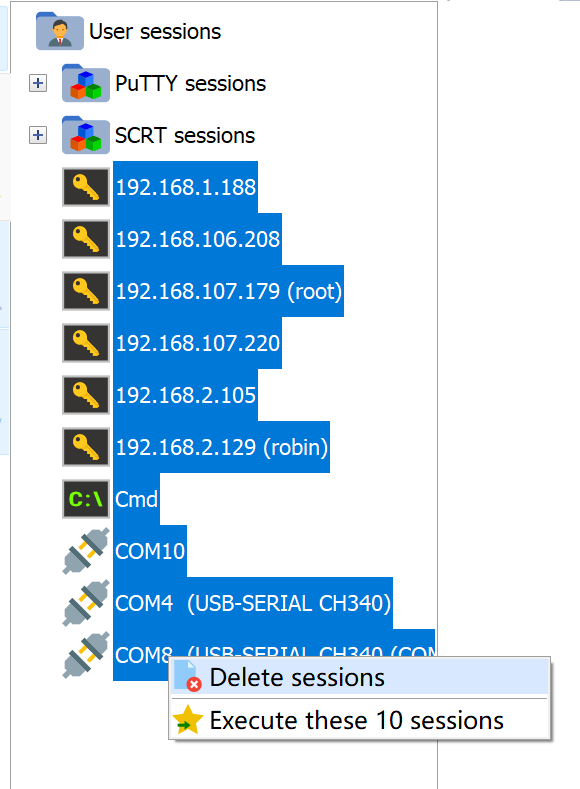 User sessions
PuTTY sessions
SCRT sessions
192.168.1.188
192.168.106.208
192.168.107.179 (root)
192.168.107.220
192.168.2.105
192.168.2.129 (robin)
C:\ Cmd
COM10
COM4 (USB-SERIAL CH340)
COM8 (USB-SERIAL CH340 (COM
Delete sessions
Execute these 10 sessions